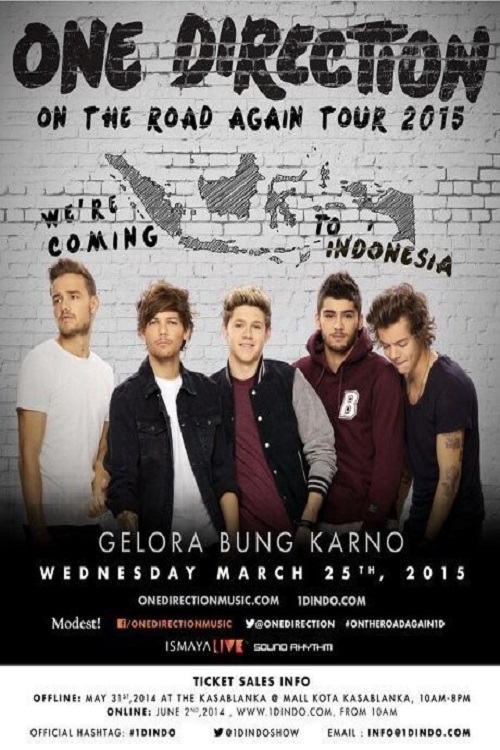 ONE DIRECTION
ON THE ROAD AGAIN TOUR 2015
WE'RE
COMING
TO
INDONESIA
B
GELORA BUNG KARNO
WEDNESDAY MARCH 25TH, 2015
ONEDIRECTIONMUSIC.COM 1DINDO.COM
Modest! f/ONEDIRECTIONMUSIC @ONEDIRECTION #ONTHEROADAGAIN1D
ISMAYA LIVE SOUND RHYTHM
TICKET SALES INFO
OFFLINE: MAY 31ST,2014 AT THE KASABLANKA @ MALL KOTA KASABLANKA, 10AM-8PM
ONLINE: JUNE 2ND,2014 , WWW.1DINDO.COM, FROM 10AM
OFFICIAL HASHTAG: #1DINDO @1DINDOSHOW EMAIL : INFO@1DINDO.COM